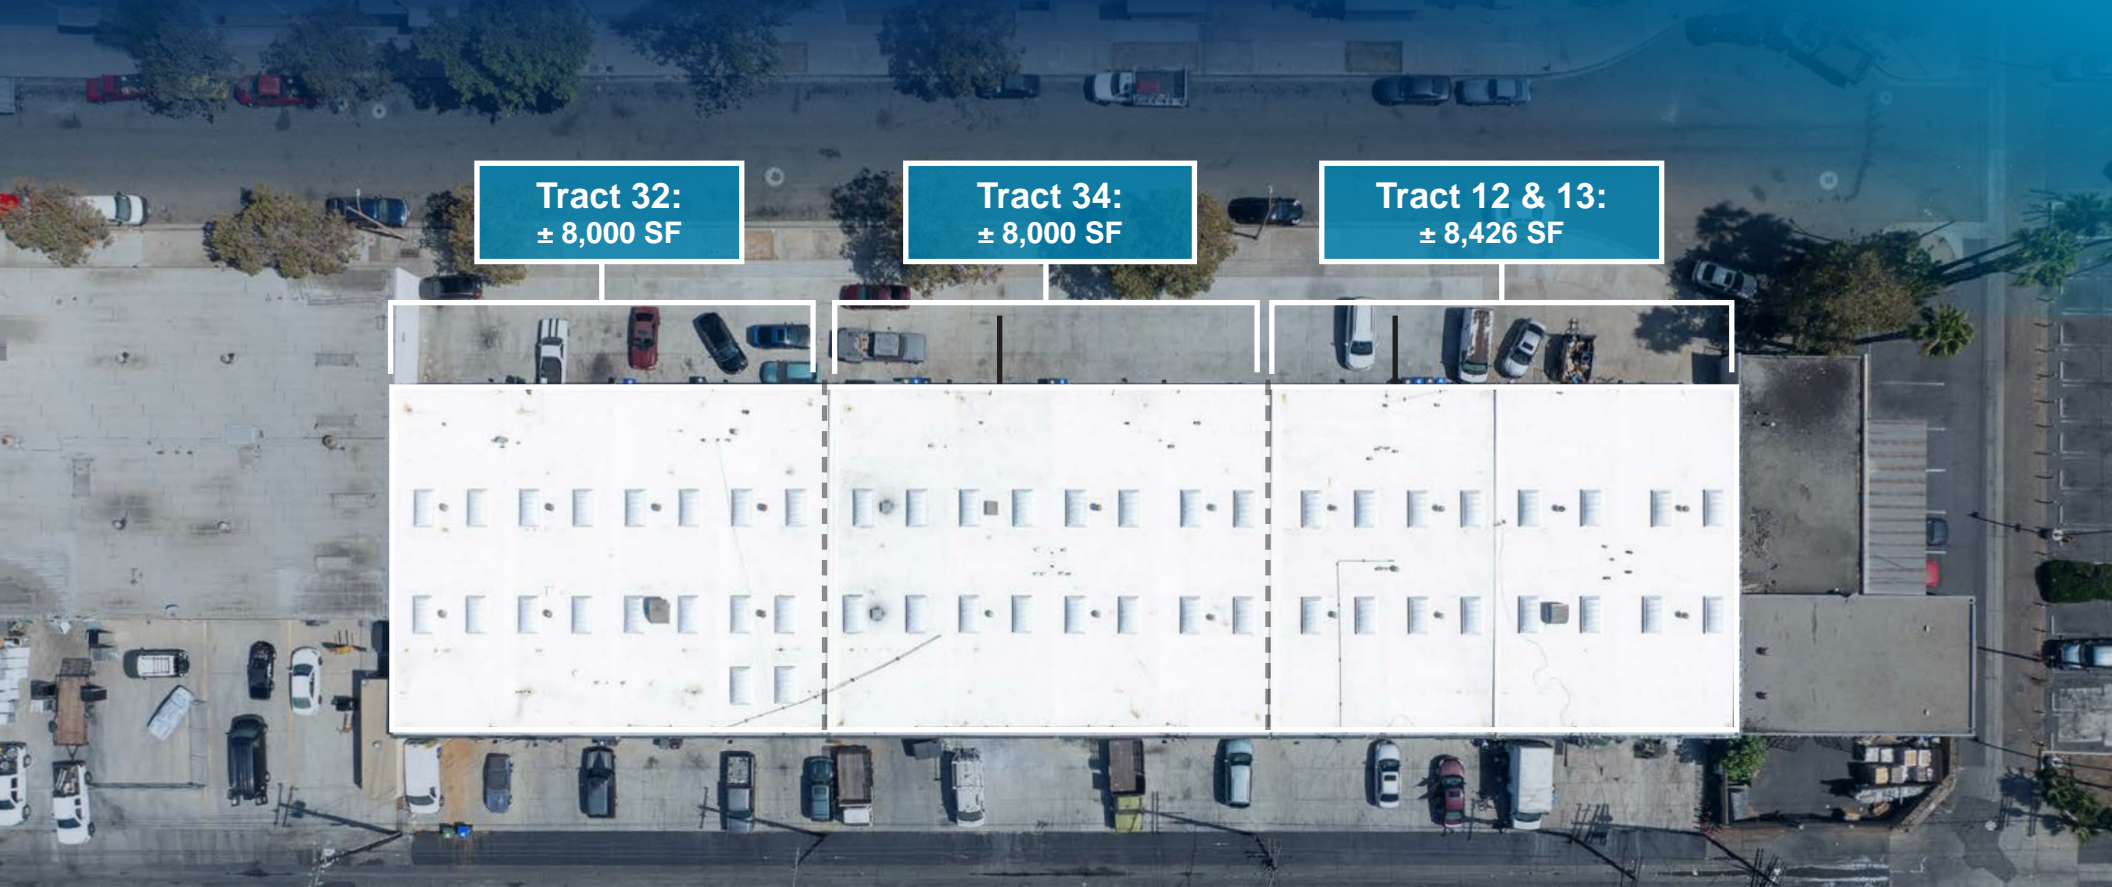 Tract 32:
± 8,000 SF
Tract 34:
± 8,000 SF
Tract 12 & 13:
± 8,426 SF